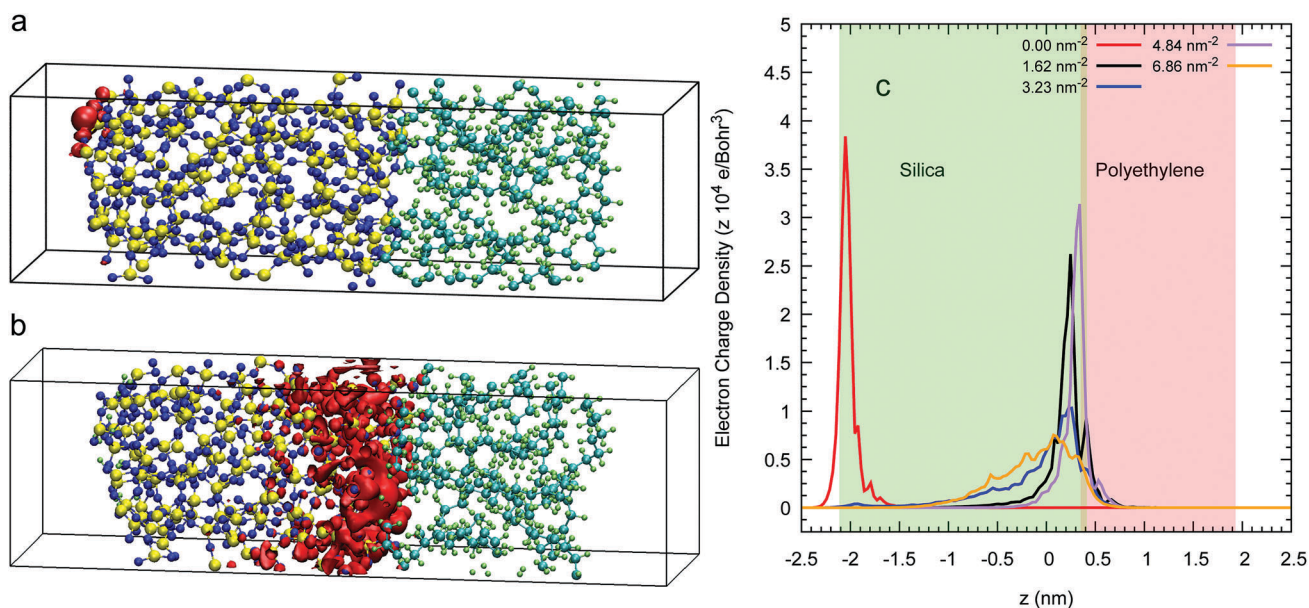 a
b
5
4.5
4
3.5
3
2.5
2
1.5
1
0.5
0
Electron Charge Density (z 10⁴ e/Bohr³)
0.00 nm⁻² 4.84 nm⁻²
1.62 nm⁻² 6.86 nm⁻²
3.23 nm⁻²
C
Silica Polyethylene
-2.5 -2 -1.5 -1 -0.5 0 0.5 1 1.5 2 2.5
z (nm)